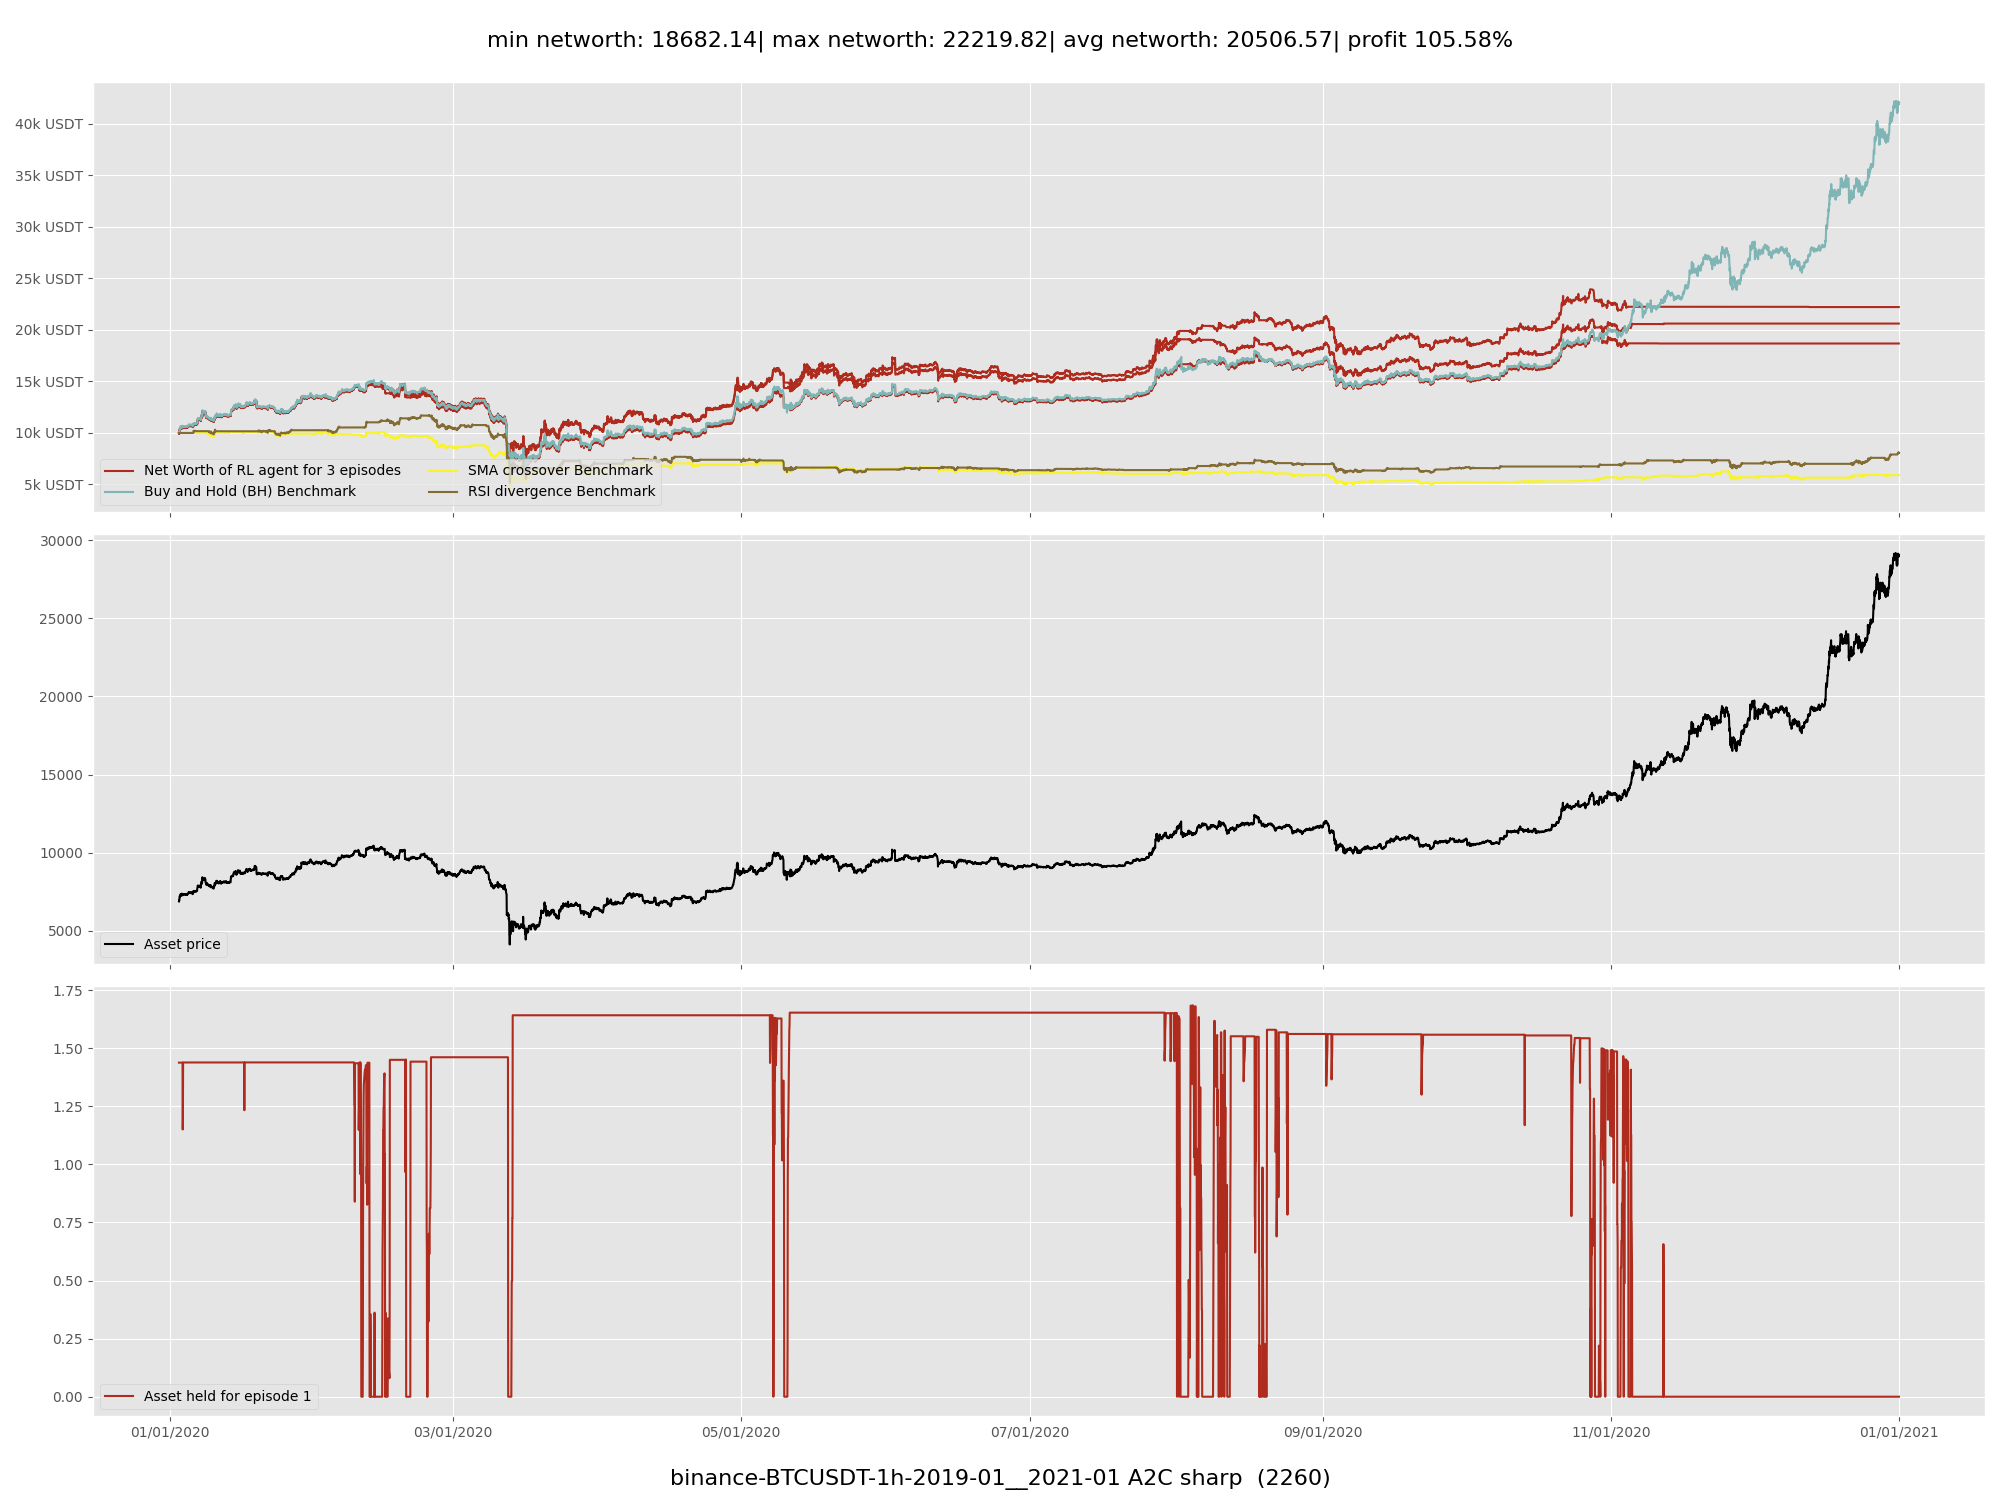 min networth: 18682.14| max networth: 22219.82| avg networth: 20506.57| profit 105.58%
40k USDT
35k USDT
30k USDT
25k USDT
20k USDT
15k USDT
10k USDT
5k USDT
Net Worth of RL agent for 3 episodes
Buy and Hold (BH) Benchmark
SMA crossover Benchmark
RSI divergence Benchmark
30000
25000
20000
15000
10000
5000
Asset price
1.75
1.50
1.25
1.00
0.75
0.50
0.25
0.00
Asset held for episode 1
01/01/2020 03/01/2020 05/01/2020 07/01/2020 09/01/2020 11/01/2020 01/01/2021
binance-BTCUSDT-1h-2019-01__2021-01 A2C sharp (2260)